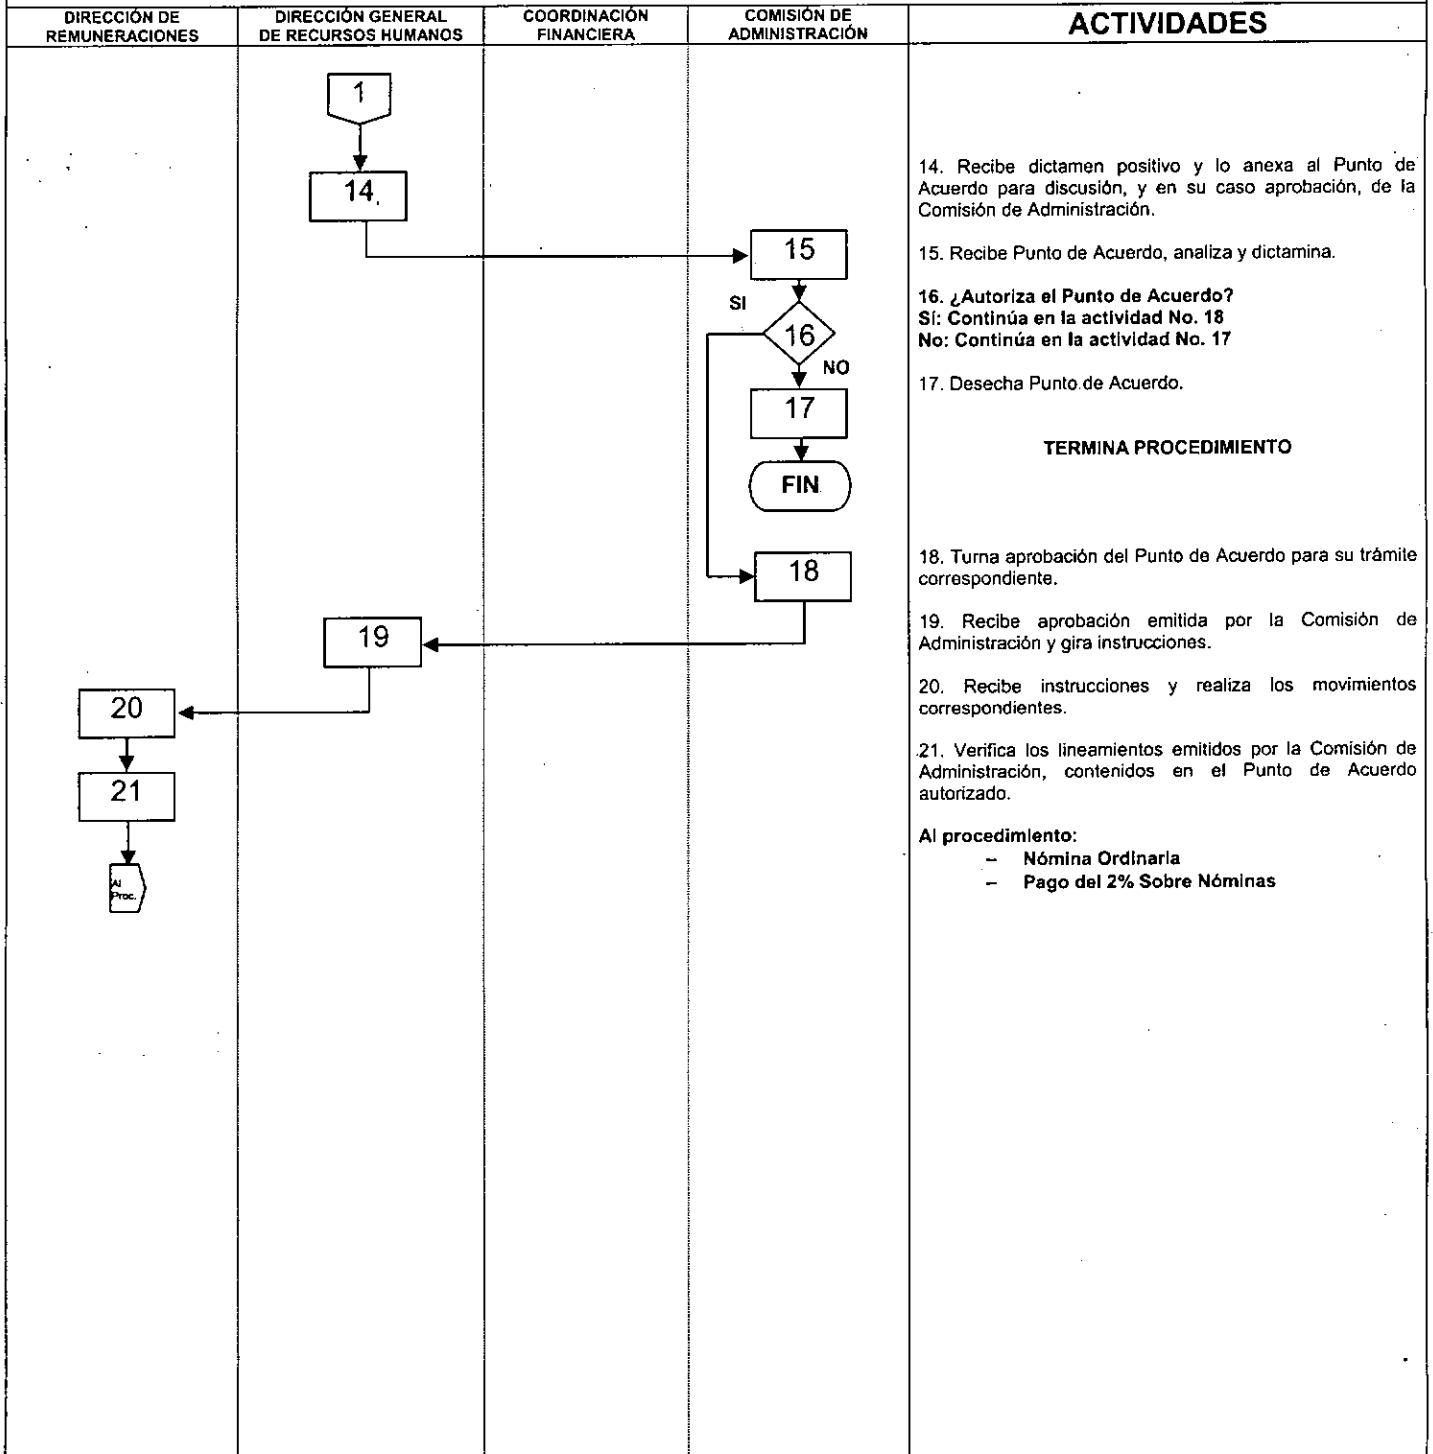 DIRECCIÓN DE
REMUNERACIONES
DIRECCIÓN GENERAL
DE RECURSOS HUMANOS
COORDINACIÓN
FINANCIERA
COMISIÓN DE
ADMINISTRACIÓN
ACTIVIDADES
1
14
15
SI
16
NO
17
FIN
18
19
20
21
Al
Proc.
14. Recibe dictamen positivo y lo anexa al Punto de
Acuerdo para discusión, y en su caso aprobación, de la
Comisión de Administración.
15. Recibe Punto de Acuerdo, analiza y dictamina.
16. ¿Autoriza el Punto de Acuerdo?
Sí: Continúa en la actividad No. 18
No: Continúa en la actividad No. 17
17. Desecha Punto de Acuerdo.
TERMINA PROCEDIMIENTO
18. Turna aprobación del Punto de Acuerdo para su trámite
correspondiente.
19. Recibe aprobación emitida por la Comisión de
Administración y gira instrucciones.
20. Recibe instrucciones y realiza los movimientos
correspondientes.
21. Verifica los lineamientos emitidos por la Comisión de
Administración, contenidos en el Punto de Acuerdo
autorizado.
Al procedimiento:
– Nómina Ordinaria
– Pago del 2% Sobre Nóminas